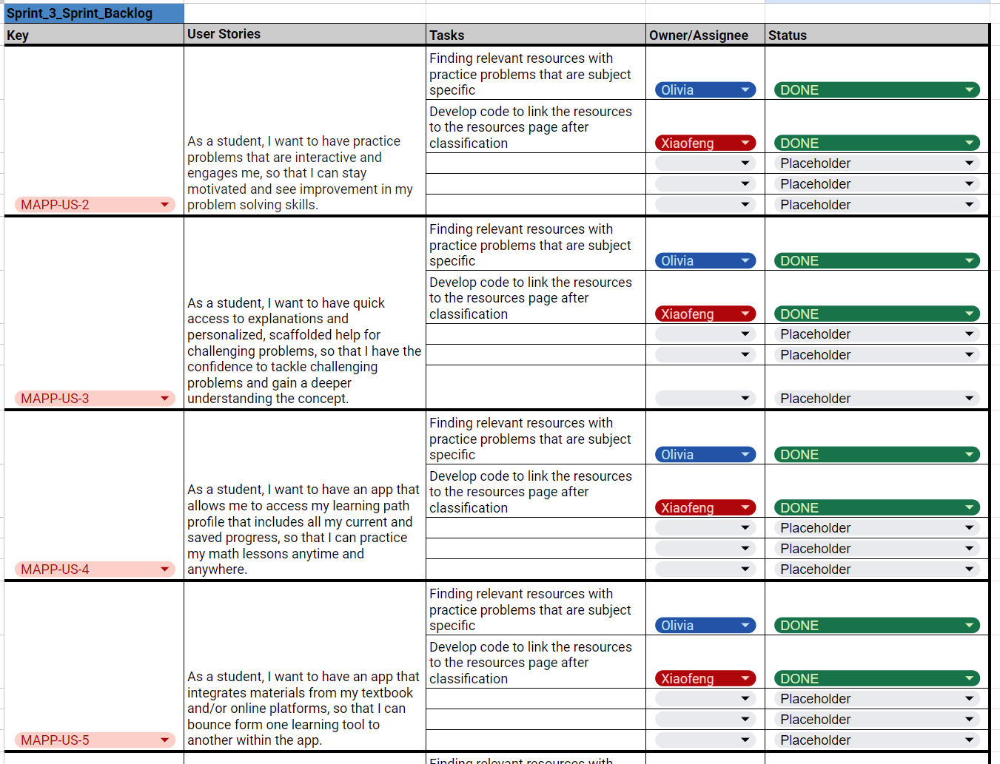 Sprint_3_Sprint_Backlog
Key User Stories Tasks Owner/Assignee Status
Finding relevant resources with
practice problems that are subject
specific
Olivia DONE
Develop code to link the resources
to the resources page after
classification
Xiaofeng DONE
Placeholder
Placeholder
Placeholder
As a student, I want to have practice
problems that are interactive and
engages me, so that I can stay
motivated and see improvement in my
problem solving skills.
MAPP-US-2
Finding relevant resources with
practice problems that are subject
specific
Olivia DONE
Develop code to link the resources
to the resources page after
classification
Xiaofeng DONE
Placeholder
Placeholder
Placeholder
As a student, I want to have quick
access to explanations and
personalized, scaffolded help for
challenging problems, so that I have the
confidence to tackle challenging
problems and gain a deeper
understanding the concept.
MAPP-US-3
Finding relevant resources with
practice problems that are subject
specific
Olivia DONE
Develop code to link the resources
to the resources page after
classification
Xiaofeng DONE
Placeholder
Placeholder
Placeholder
As a student, I want to have an app that
allows me to access my learning path
profile that includes all my current and
saved progress, so that I can practice
my math lessons anytime and
anywhere.
MAPP-US-4
Finding relevant resources with
practice problems that are subject
specific
Olivia DONE
Develop code to link the resources
to the resources page after
classification
Xiaofeng DONE
Placeholder
Placeholder
Placeholder
As a student, I want to have an app that
integrates materials from my textbook
and/or online platforms, so that I can
bounce form one learning tool to
another within the app.
MAPP-US-5
Finding relevant resources with